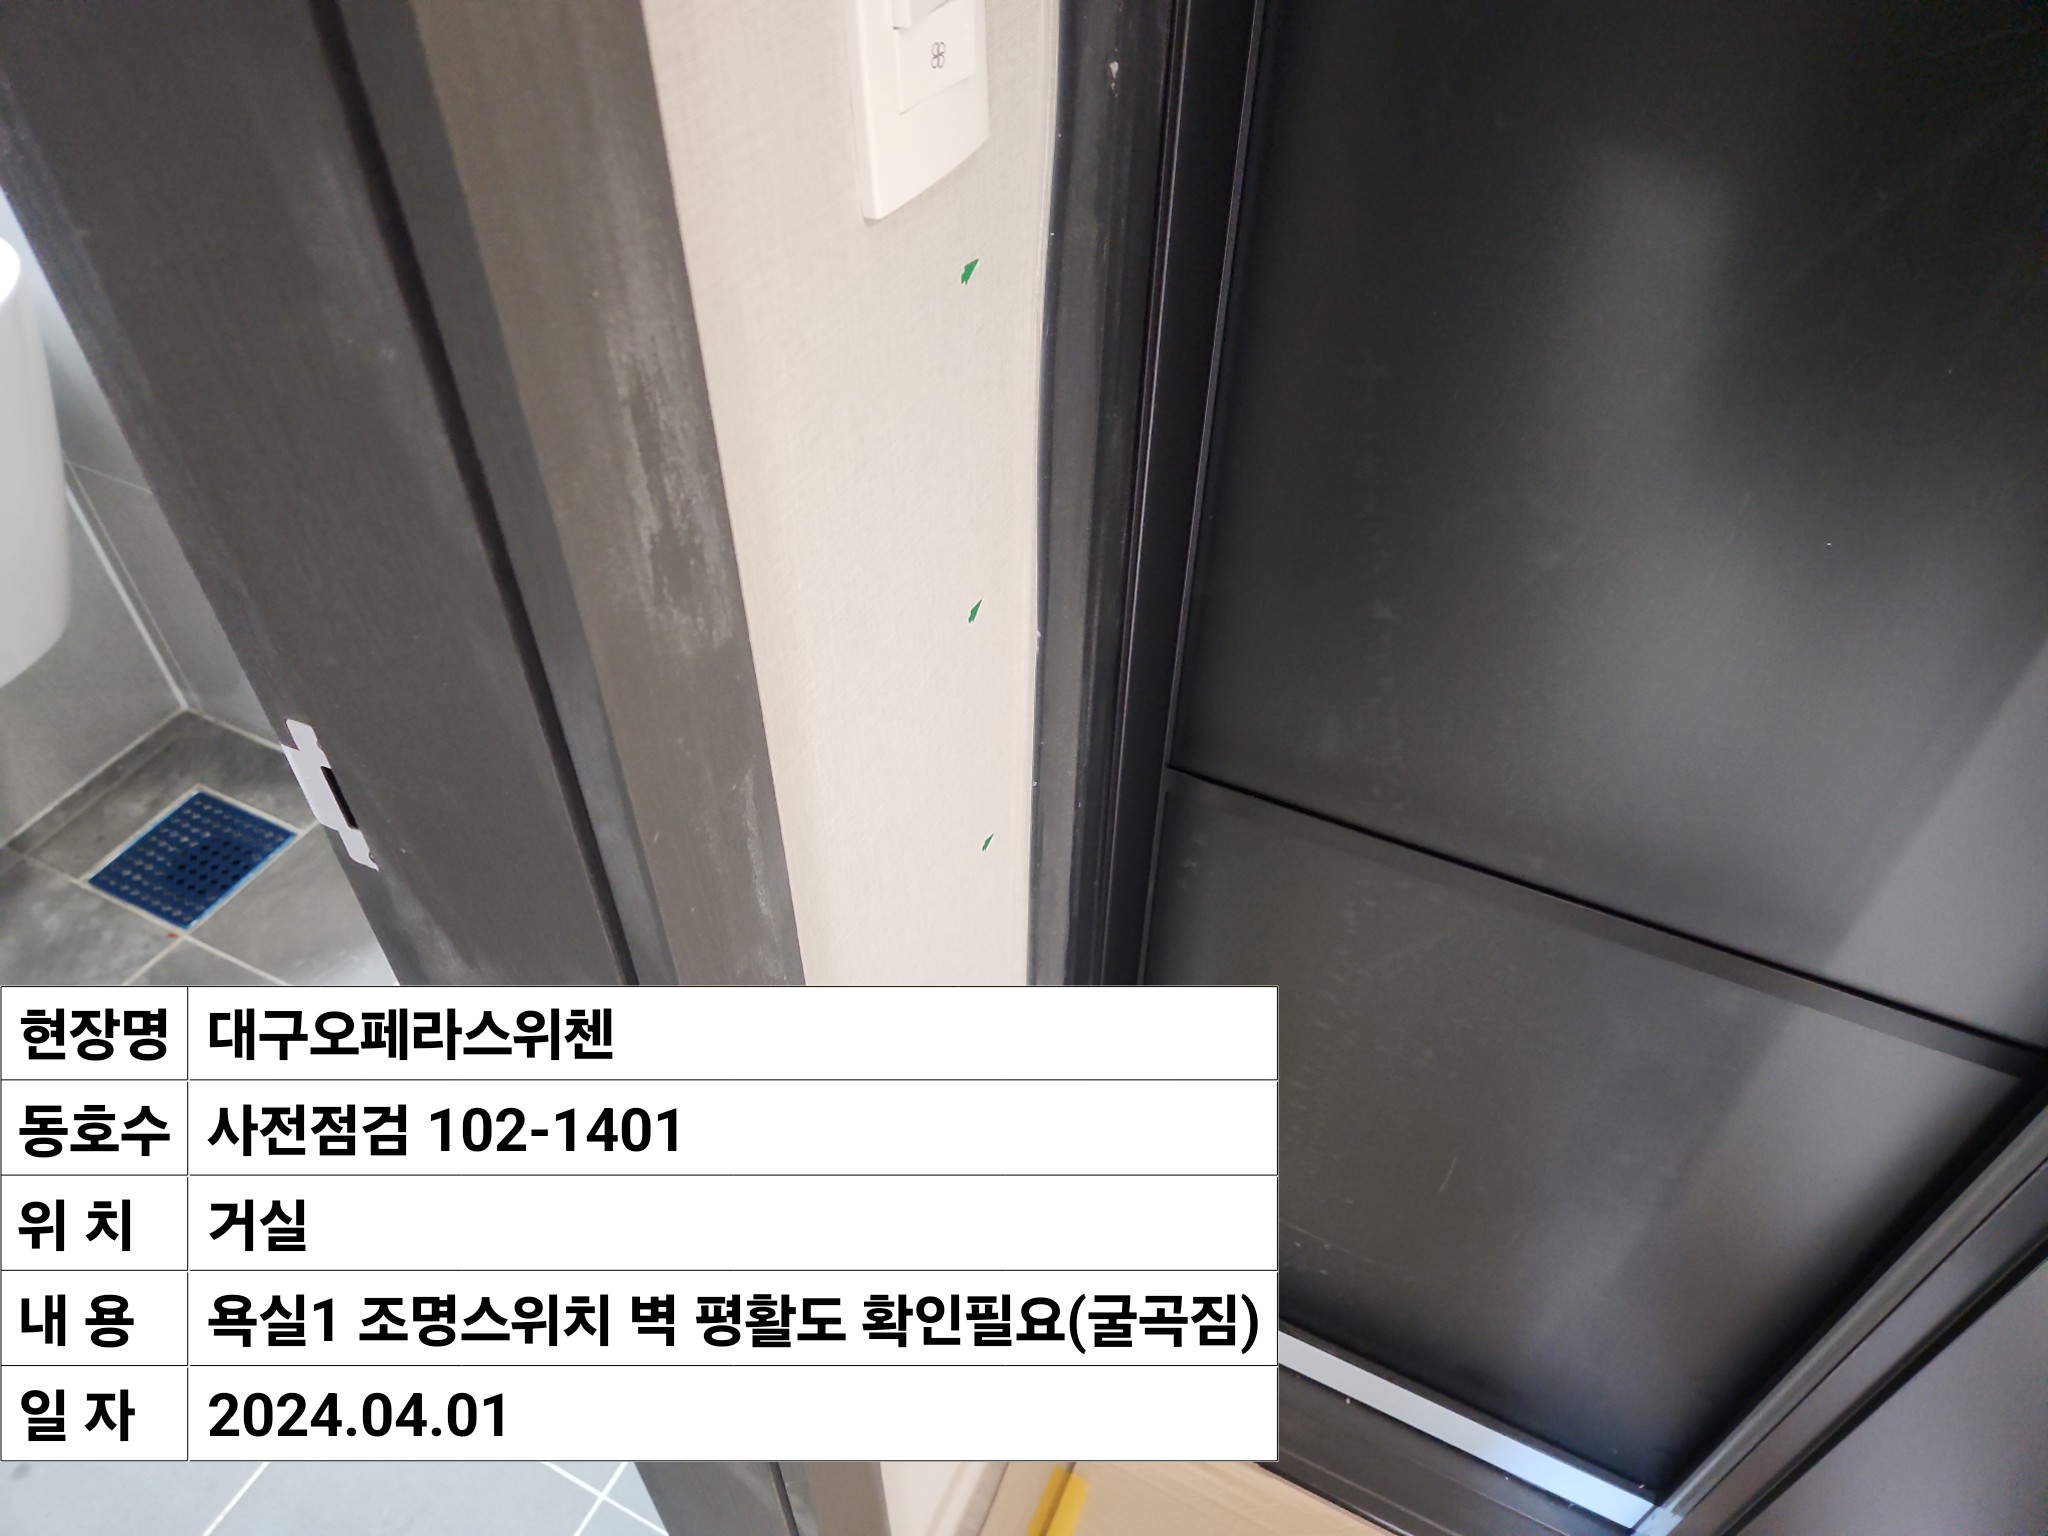 현장명 대구오페라스위첸
동호수 사전점검 102-1401
위 치 거실
내 용 욕실1 조명스위치 벽 평활도 확인필요(굴곡짐)
일 자 2024.04.01